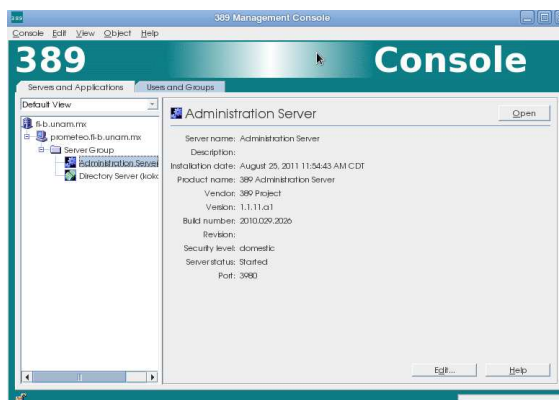 389 Management Console
Console Edit View Object Help
389 Console
Servers and Applications Users and Groups
Default View
fi-b.unam.mx
prometeo.fi-b.unam.mx
Server Group
Administration Server
Directory Server
Administration Server
Open
Server name: Administration Server
Description:
Installation date: August 25, 2011 11:54:43 AM CDT
Product name: 389 Administration Server
Vendor: 389 Project
Version: 1.1.11.a1
Build number: 2010.029.2026
Revision:
Security level: domestic
Server status: Started
Port: 3980
Edit... Help